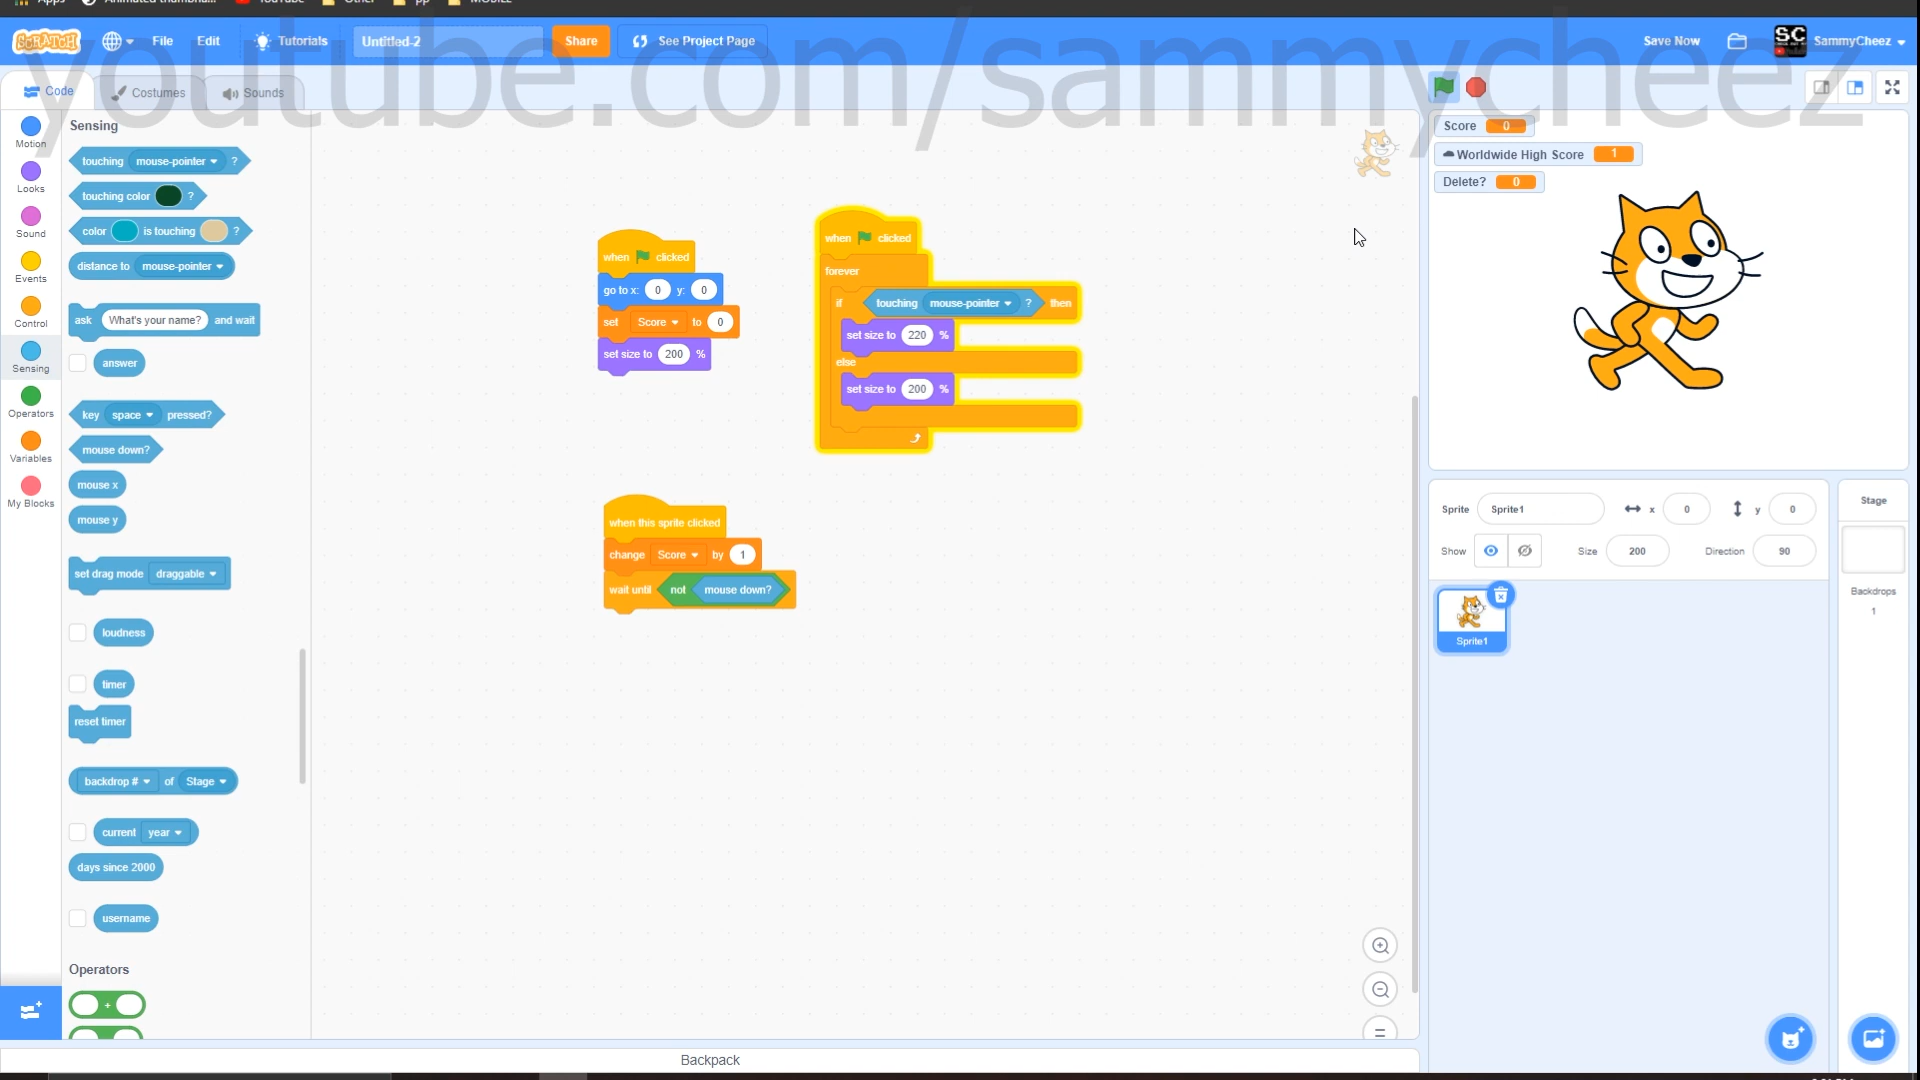 Apps
YouTube
Other
pp
SCRATCH File Edit Tutorials Untitled-2 Share See Project Page Save Now SC SammyCheez
youtube.com/sammycheez
Code Costumes Sounds
Motion
Looks
Sound
Events
Control
Sensing
Operators
Variables
My Blocks
Sensing
touching mouse-pointer ?
touching color ?
color is touching ?
distance to mouse-pointer
ask What's your name? and wait
answer
key space pressed?
mouse down?
mouse x
mouse y
set drag mode draggable
loudness
timer
reset timer
backdrop # of Stage
current year
days since 2000
username
Operators
+
when clicked
go to x: 0 y: 0
set Score to 0
set size to 200 %
when clicked
forever
if touching mouse-pointer ? then
set size to 220 %
else
set size to 200 %
when this sprite clicked
change Score by 1
wait until not mouse down?
Score 0
Worldwide High Score 1
Delete? 0
Sprite Sprite1 x 0 y 0
Show Size 200 Direction 90
Sprite1
Stage
Backdrops
1
Backpack